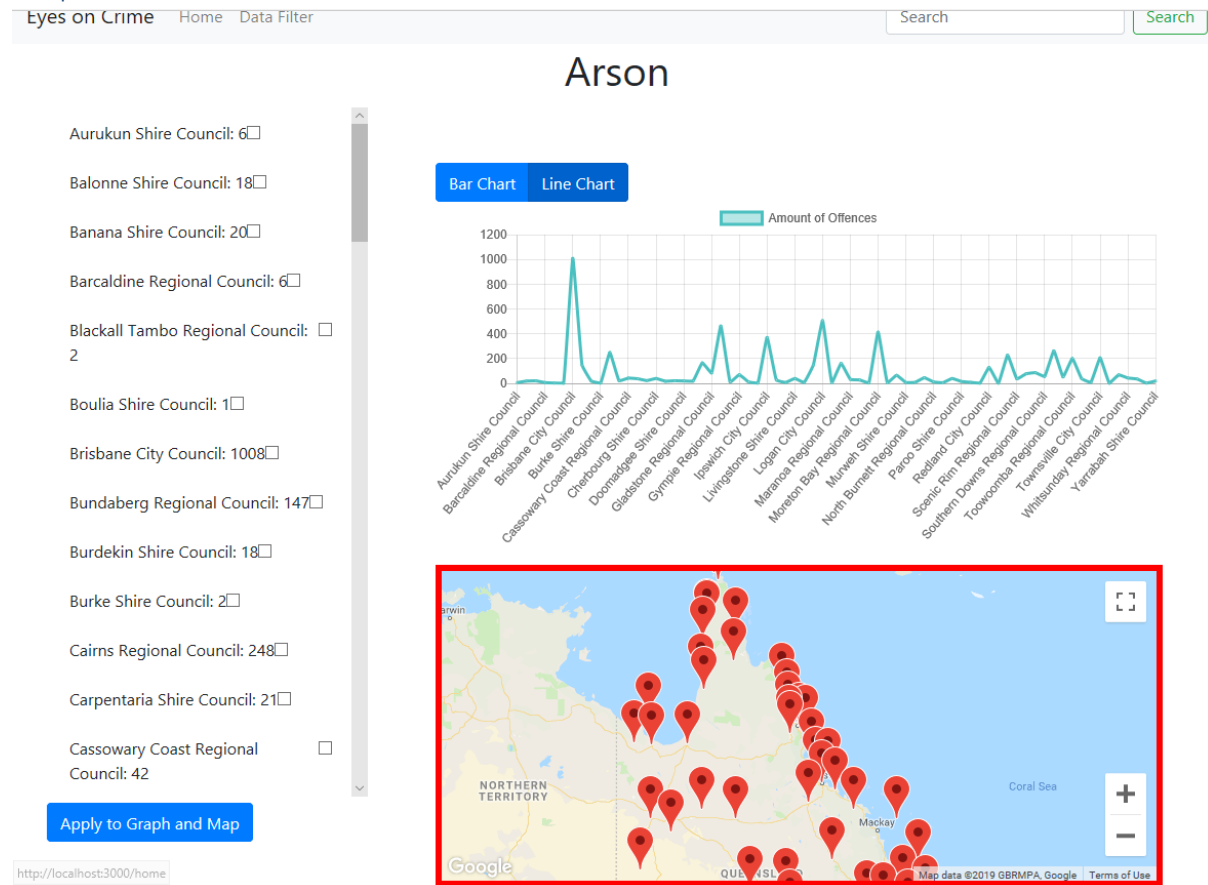 Eyes on Crime Home Data Filter Search Search
Arson
Aurukun Shire Council: 6
Balonne Shire Council: 18
Banana Shire Council: 20
Barcaldine Regional Council: 6
Blackall Tambo Regional Council:
2
Boulia Shire Council: 1
Brisbane City Council: 1008
Bundaberg Regional Council: 147
Burdekin Shire Council: 18
Burke Shire Council: 2
Cairns Regional Council: 248
Carpentaria Shire Council: 21
Cassowary Coast Regional
Council: 42
Apply to Graph and Map
http://localhost:3000/home
Bar Chart Line Chart
Amount of Offences
1200
1000
800
600
400
200
0
Aurukun Shire Council
Barcaldine Regional Council
Brisbane City Council
Burke Shire Council
Cassowary Coast Regional Council
Cherbourg Shire Council
Doomadgee Shire Council
Gladstone Regional Council
Gympie Regional Council
Ipswich City Council
Livingstone Shire Council
Logan City Council
Maranoa Regional Council
Moreton Bay Regional Council
Murweh Shire Council
North Burnett Regional Council
Paroo Shire Council
Redland City Council
Scenic Rim Regional Council
Southern Downs Regional Council
Toowoomba Regional Council
Townsville City Council
Whitsunday Regional Council
Yarrabah Shire Council
NORTHERN
TERRITORY
Coral Sea
Mackay
Google
Map data ©2019 GBRMPA, Google Terms of Use